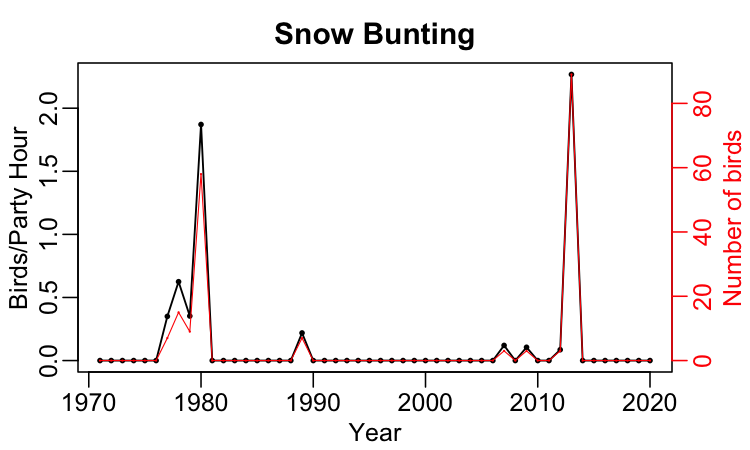 Snow Bunting
Birds/Party Hour
0.0 0.5 1.0 1.5 2.0
Number of birds
0 20 40 60 80
1970 1980 1990 2000 2010 2020
Year